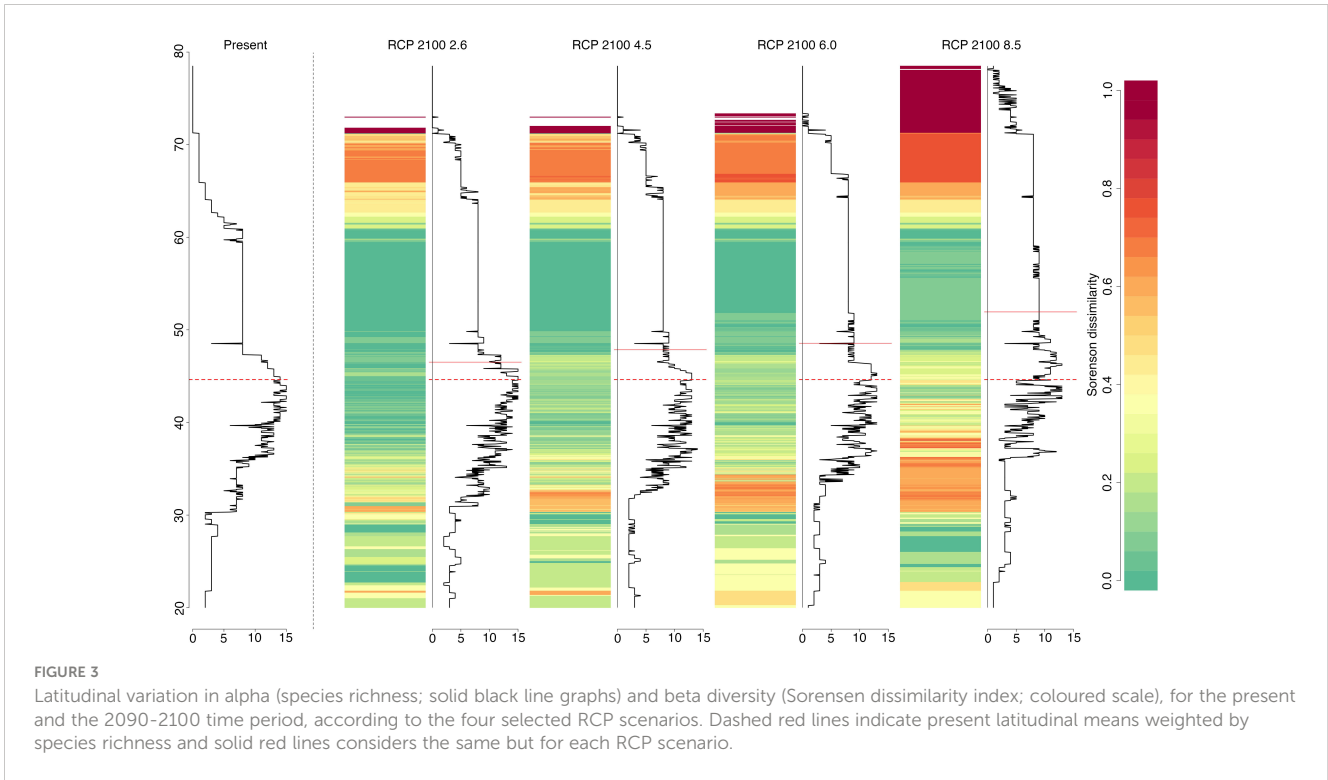 Present
RCP 2100 2.6
RCP 2100 4.5
RCP 2100 6.0
RCP 2100 8.5
80
70
60
50
40
30
20
0 5 10 15
0 5 10 15
0 5 10 15
0 5 10 15
0 5 10 15
Sorenson dissimilarity
1.0
0.8
0.6
0.4
0.2
0.0
FIGURE 3
Latitudinal variation in alpha (species richness; solid black line graphs) and beta diversity (Sorensen dissimilarity index; coloured scale), for the present
and the 2090-2100 time period, according to the four selected RCP scenarios. Dashed red lines indicate present latitudinal means weighted by
species richness and solid red lines considers the same but for each RCP scenario.